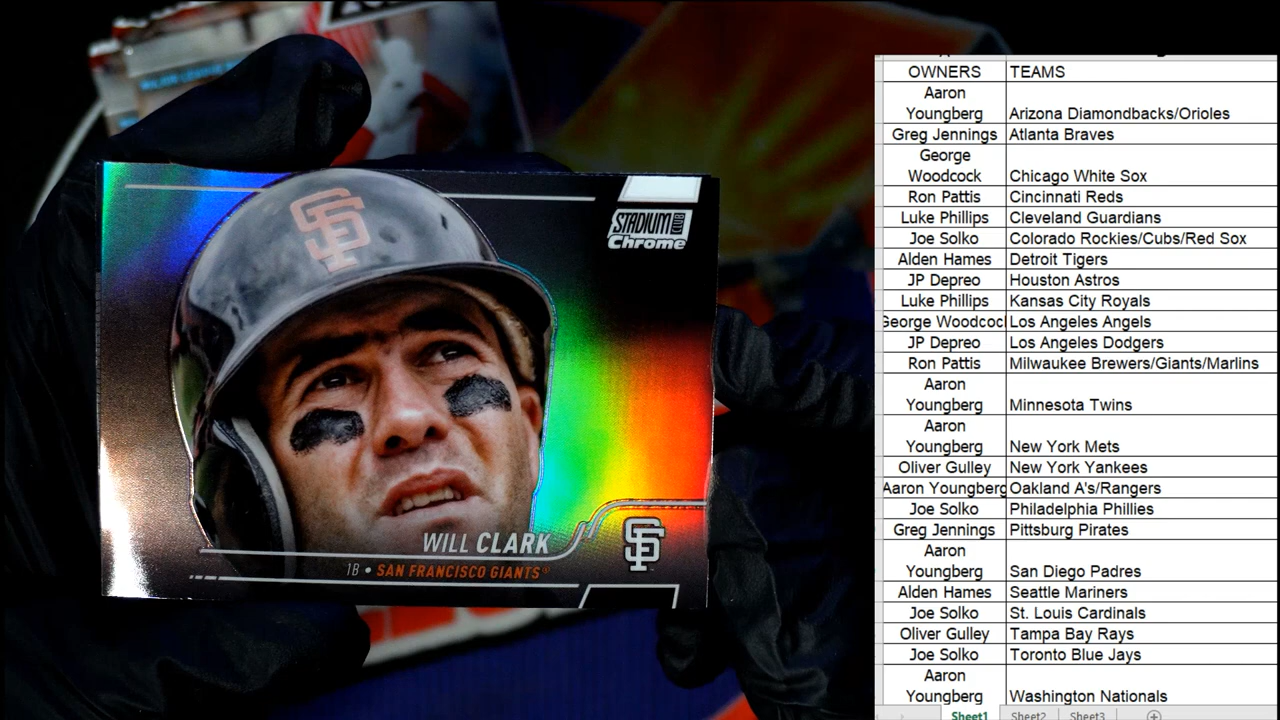 SF
STADIUM CLUB
Chrome
WILL CLARK
1B • SAN FRANCISCO GIANTS®
SF
OWNERS TEAMS
Aaron
Youngberg Arizona Diamondbacks/Orioles
Greg Jennings Atlanta Braves
George
Woodcock Chicago White Sox
Ron Pattis Cincinnati Reds
Luke Phillips Cleveland Guardians
Joe Solko Colorado Rockies/Cubs/Red Sox
Alden Hames Detroit Tigers
JP Depreo Houston Astros
Luke Phillips Kansas City Royals
George Woodcoc Los Angeles Angels
JP Depreo Los Angeles Dodgers
Ron Pattis Milwaukee Brewers/Giants/Marlins
Aaron
Youngberg Minnesota Twins
Aaron
Youngberg New York Mets
Oliver Gulley New York Yankees
Aaron Youngberg Oakland A's/Rangers
Joe Solko Philadelphia Phillies
Greg Jennings Pittsburg Pirates
Aaron
Youngberg San Diego Padres
Alden Hames Seattle Mariners
Joe Solko St. Louis Cardinals
Oliver Gulley Tampa Bay Rays
Joe Solko Toronto Blue Jays
Aaron
Youngberg Washington Nationals
Sheet1 Sheet2 Sheet3